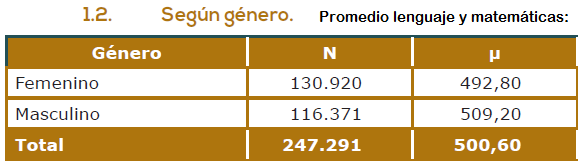 1.2. Según género. Promedio lenguaje y matemáticas:
Género N µ
Femenino 130.920 492,80
Masculino 116.371 509,20
Total 247.291 500,60